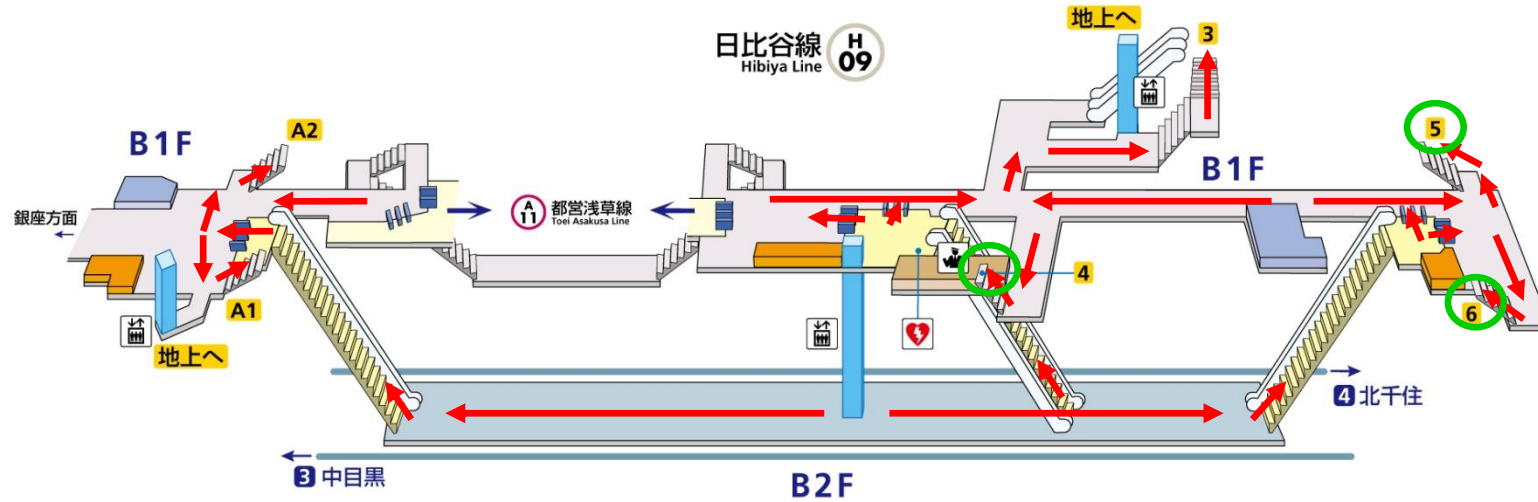 日比谷線
Hibiya Line
H
09
地上へ
3
5
A2
B1F
B1F
銀座方面
A
11
都営浅草線
Toei Asakusa Line
4
A1
6
地上へ
4 北千住
3 中目黒
B2F